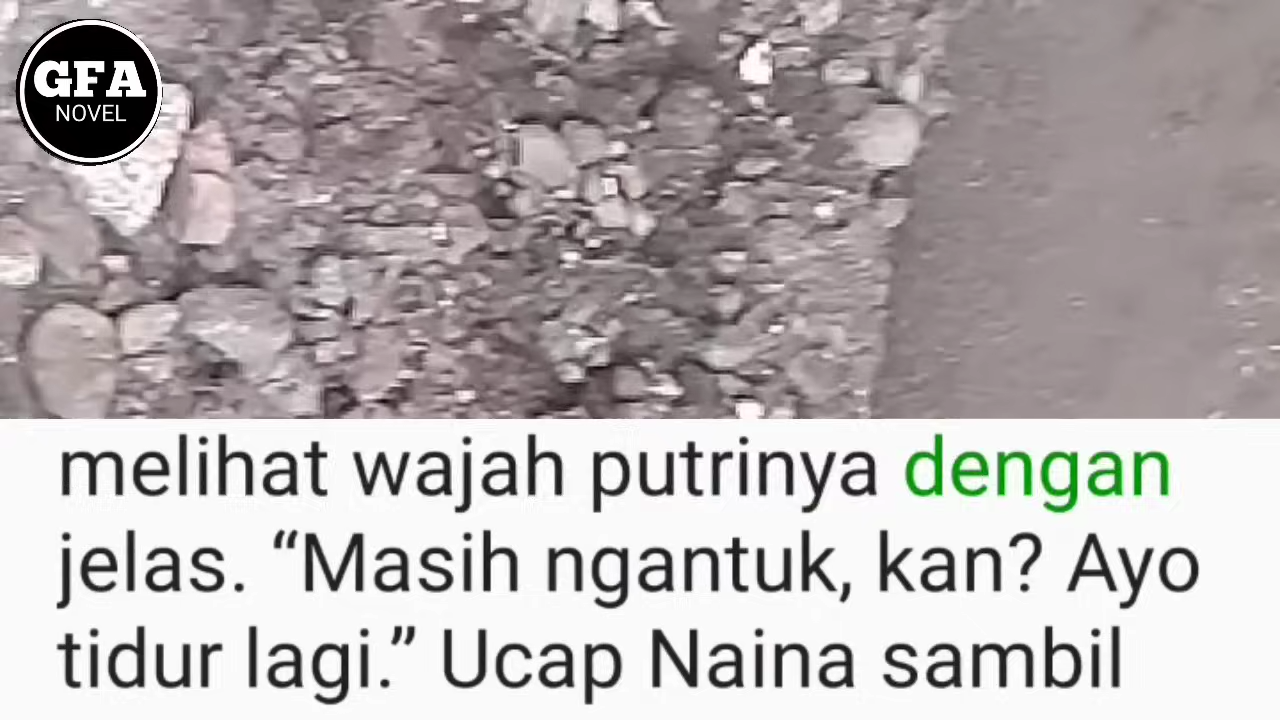 GFA
NOVEL
melihat wajah putrinya dengan
jelas. “Masih ngantuk, kan? Ayo
tidur lagi.” Ucap Naina sambil